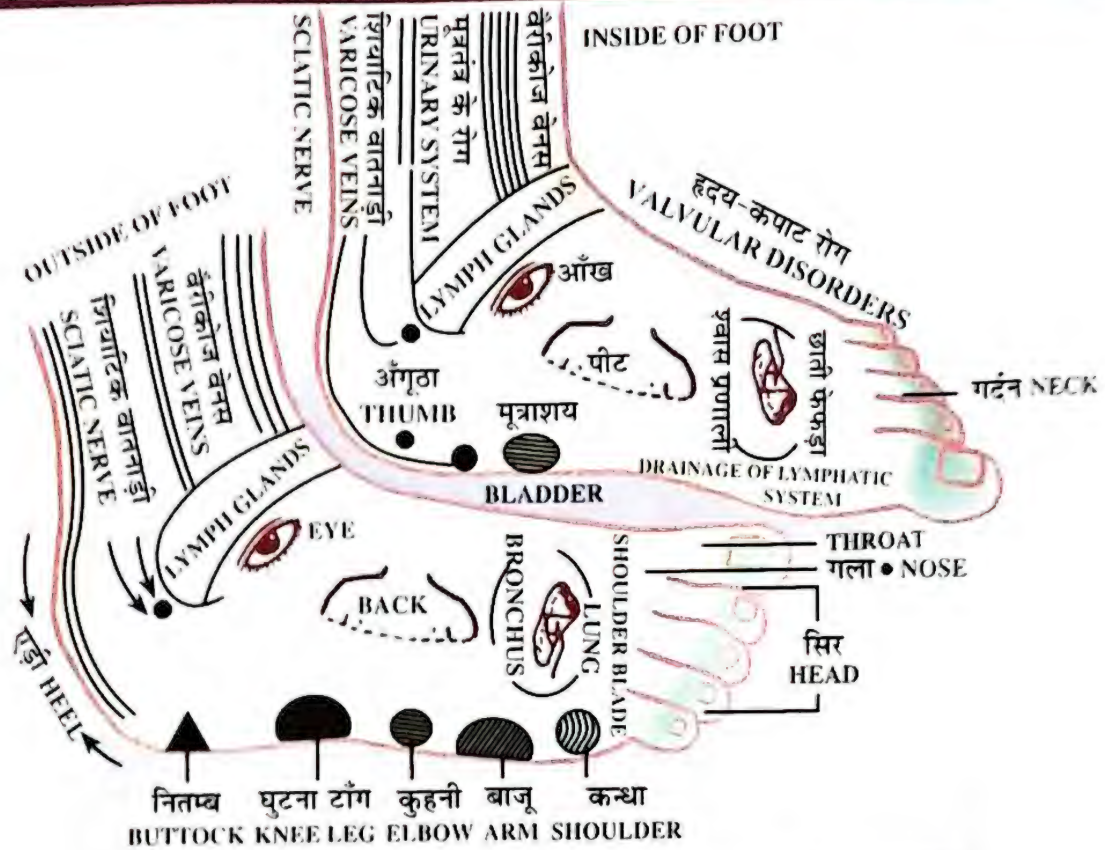 INSIDE OF FOOT
SCIATIC NERVE
शियाटिक वातनाड़ी
VARICOSE VEINS
मूत्रतंत्र के रोग
URINARY SYSTEM
वेरीकोज वेनस
LYMPH GLANDS
आँख
हृदय-कपाट रोग
VALVULAR DISORDERS
पीट
श्वास प्रणाली
छाती फेफड़ा
गर्दन NECK
अँगूठा
THUMB
मूत्राशय
BLADDER
DRAINAGE OF LYMPHATIC
SYSTEM
OUTSIDE OF FOOT
वेरीकोज वेनस
VARICOSE VEINS
शियाटिक वातनाड़ी
SCIATIC NERVE
LYMPH GLANDS
EYE
BACK
BRONCHUS
LUNG
SHOULDER BLADE
THROAT
गला • NOSE
सिर
HEAD
एड़ी HEEL
नितम्ब घुटना टाँग कुहनी बाजू कन्धा
BUTTOCK KNEE LEG ELBOW ARM SHOULDER